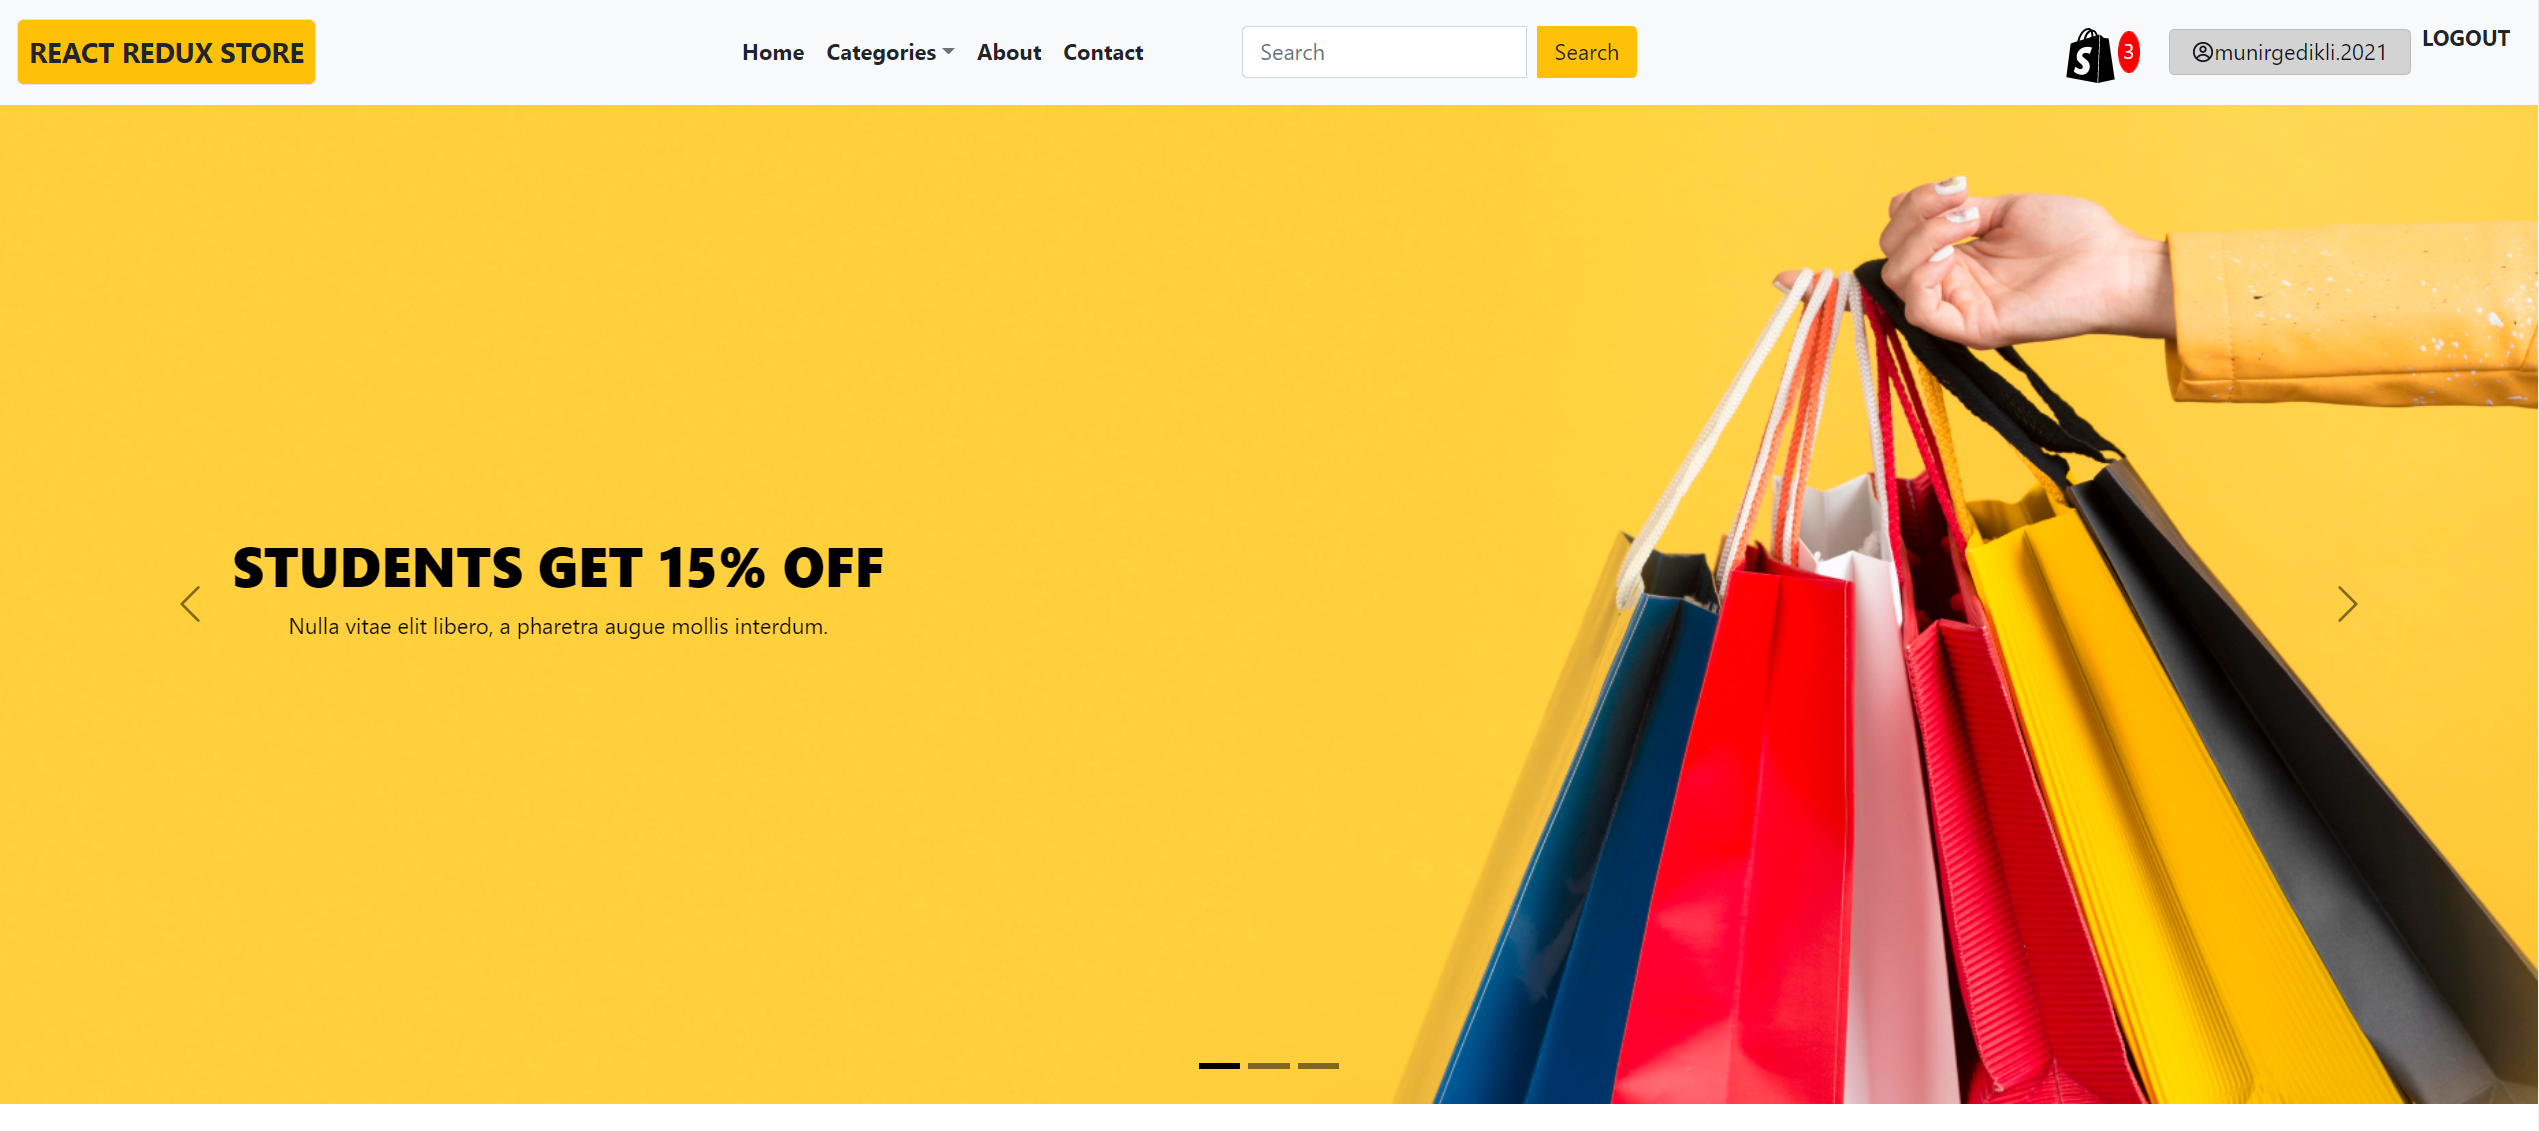 REACT REDUX STORE
Home Categories About Contact
Search Search
3
munirgedikli.2021
LOGOUT
STUDENTS GET 15% OFF
Nulla vitae elit libero, a pharetra augue mollis interdum.